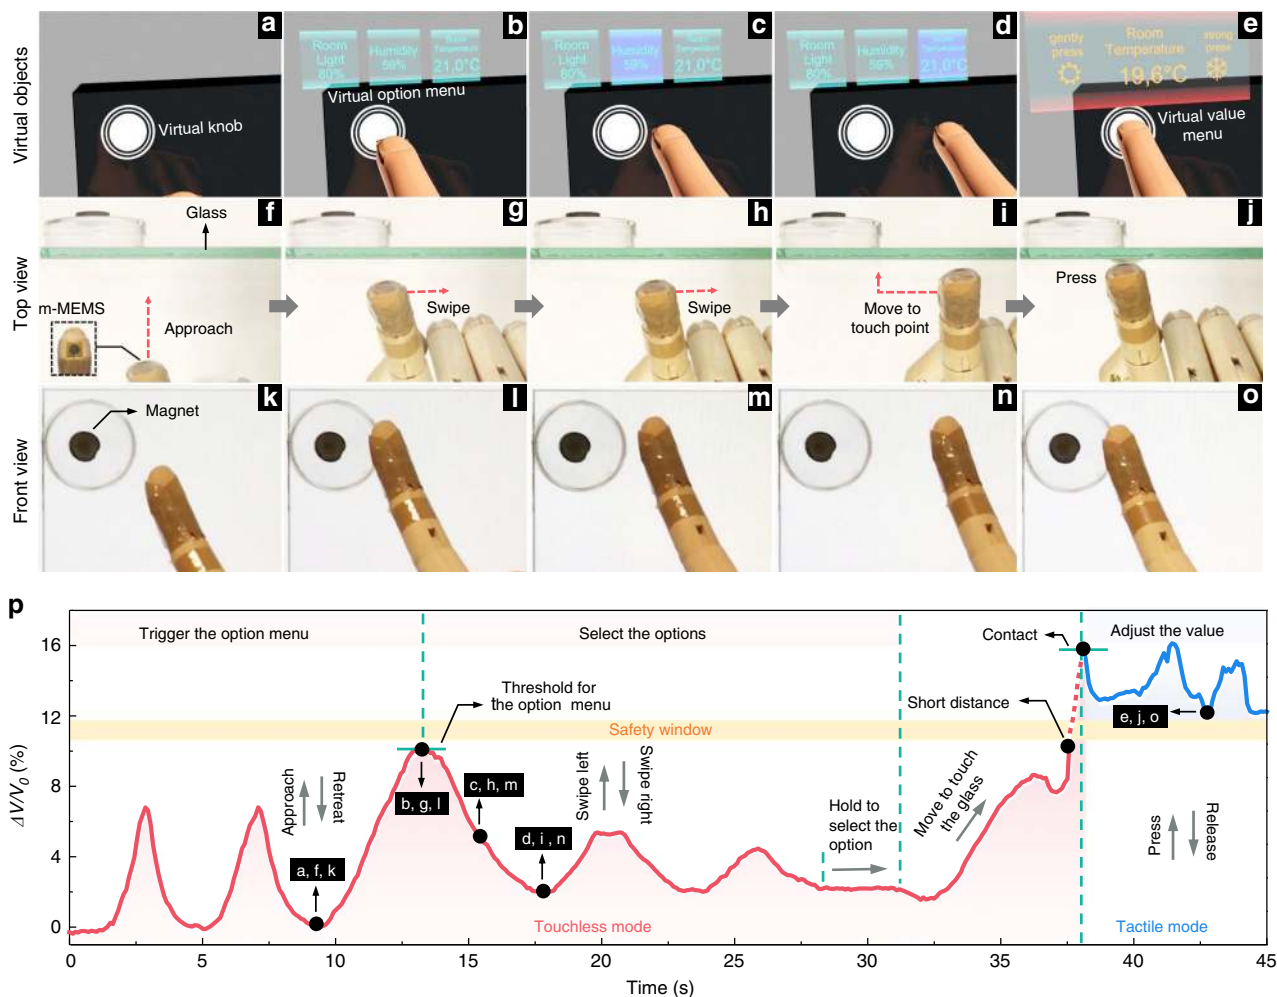 Virtual objects
a
Virtual knob
b
Room
Light
80%
Humidity
59%
Room
Temperature
21,0°C
Virtual option menu
c
Room
Light
80%
Humidity
59%
Room
Temperature
21,0°C
d
Room
Light
80%
Humidity
59%
Room
Temperature
21,0°C
e
gently
press
Room
Temperature
19,6°C
strong
press
Virtual value
menu
Top view
f
Glass
m-MEMS
Approach
g
Swipe
h
Swipe
i
Move to
touch point
j
Press
Front view
k
Magnet
l
m
n
o
p
Trigger the option menu
Select the options
Contact
Adjust the value
Threshold for
the option menu
Short distance
e, j, o
Safety window
Approach
Retreat
b, g, l
c, h, m
Swipe left
Swipe right
Hold to
select the
option
Move to touch
the glass
Press
Release
a, f, k
d, i, n
Touchless mode
Tactile mode
ΔV/V0 (%)
16
12
8
4
0
0 5 10 15 20 25 30 35 40 45
Time (s)